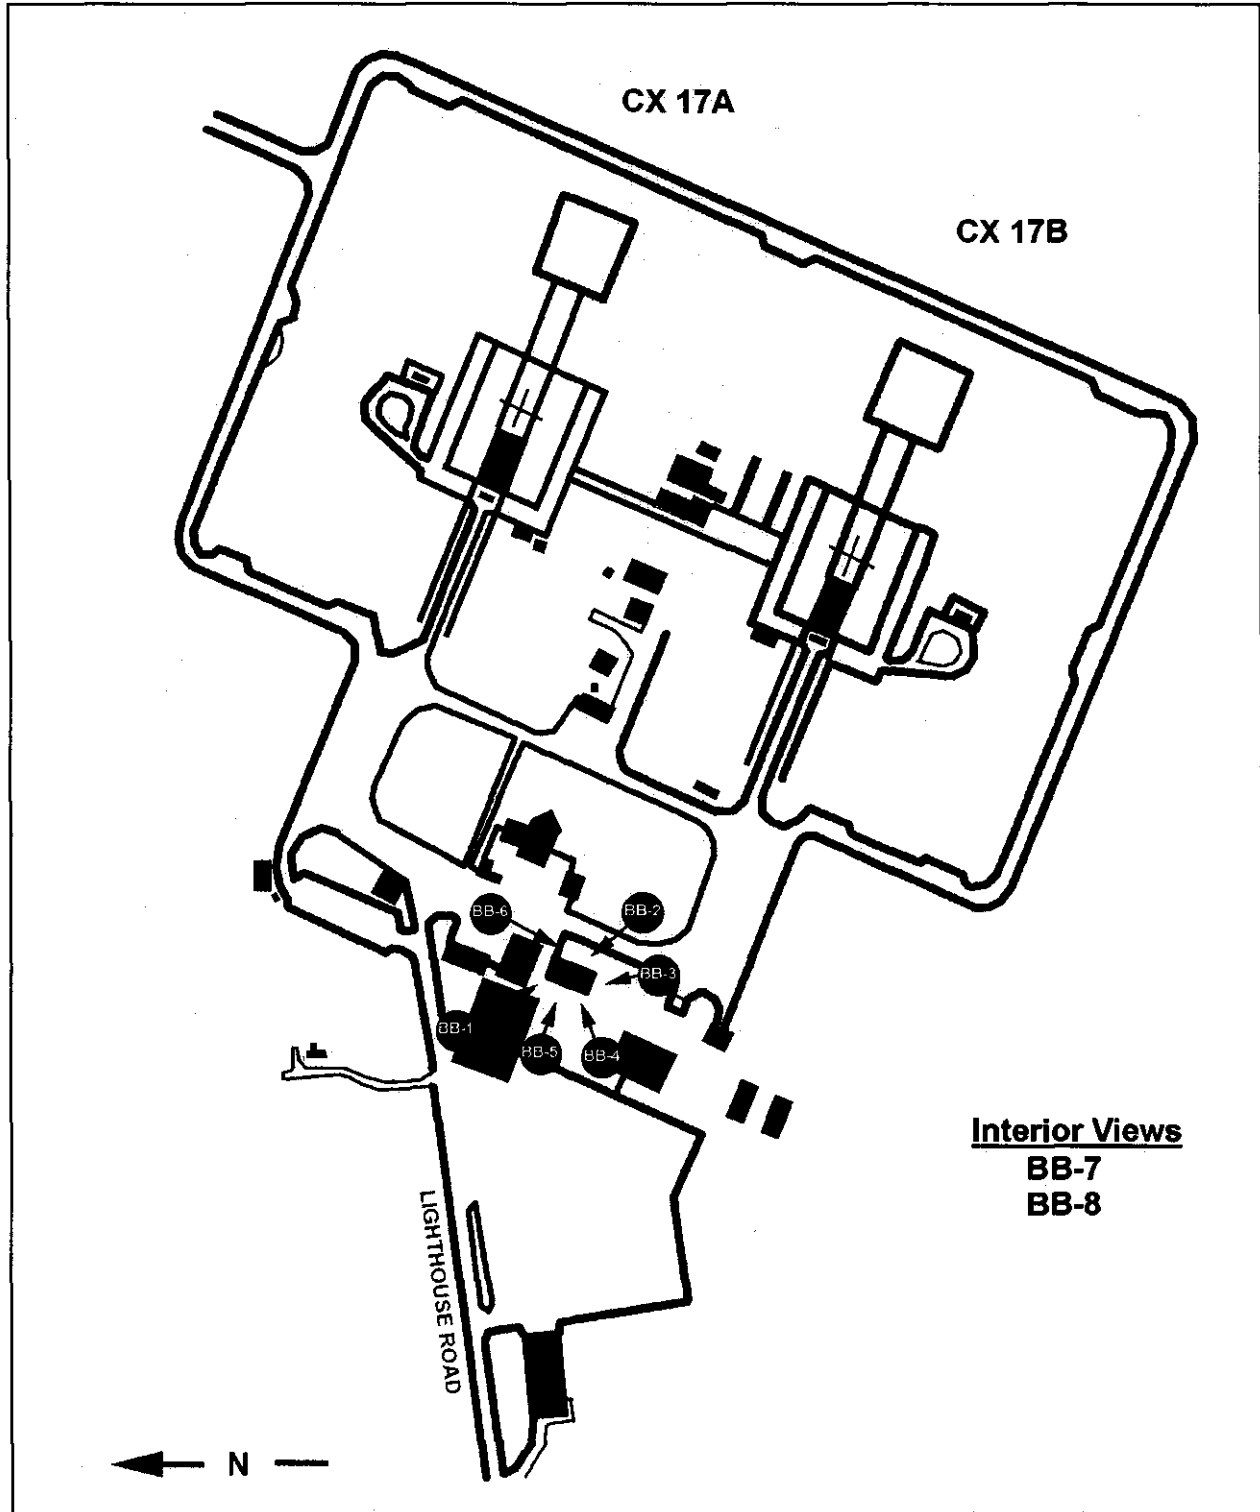 CX 17A
CX 17B
BB-6
BB-2
BB-3
BB-1
BB-5
BB-4
Interior Views
BB-7
BB-8
LIGHTHOUSE ROAD
N